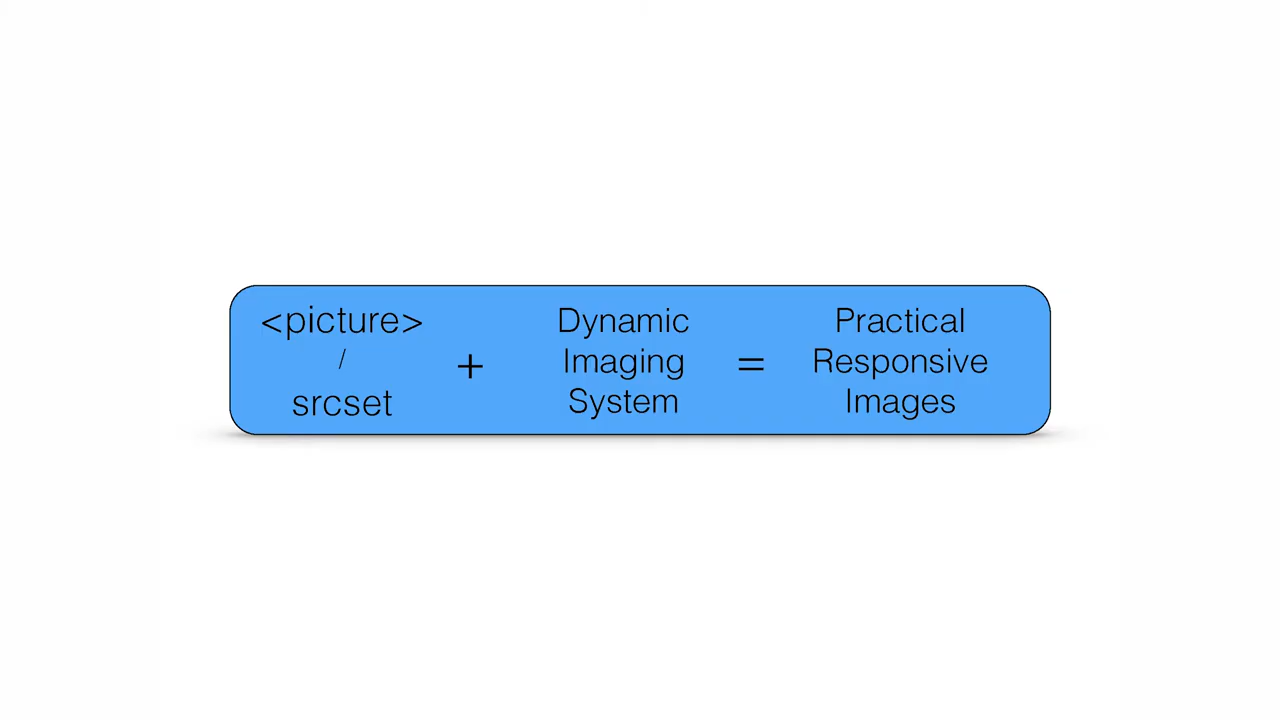 <picture>
/
srcset
+
Dynamic
Imaging
System
=
Practical
Responsive
Images